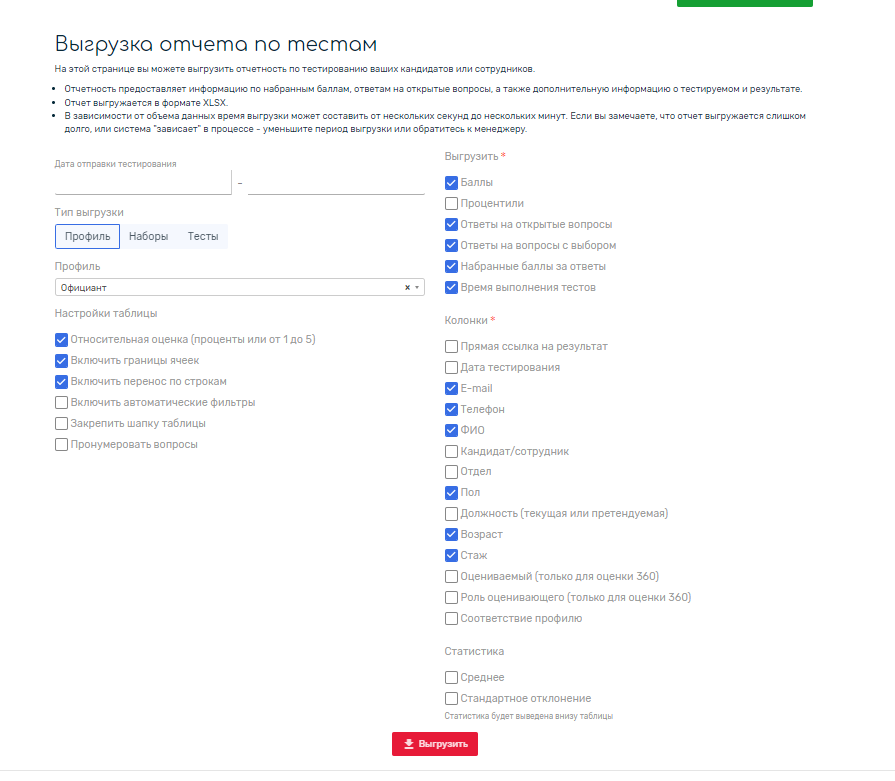 Выгрузка отчета по тестам
На этой странице вы можете выгрузить отчетность по тестированию ваших кандидатов или сотрудников.
• Отчетность предоставляет информацию по набранным баллам, ответам на открытые вопросы, а также дополнительную информацию о тестируемом и результате.
• Отчет выгружается в формате XLSX.
• В зависимости от объема данных время выгрузки может составить от нескольких секунд до нескольких минут. Если вы замечаете, что отчет выгружается слишком
долго, или система "зависает" в процессе - уменьшите период выгрузки или обратитесь к менеджеру.
Дата отправки тестирования
–
Тип выгрузки
Профиль Наборы Тесты
Профиль
Официант ×
Настройки таблицы
Относительная оценка (проценты или от 1 до 5)
Включить границы ячеек
Включить перенос по строкам
Включить автоматические фильтры
Закрепить шапку таблицы
Пронумеровать вопросы
Выгрузить *
Баллы
Процентили
Ответы на открытые вопросы
Ответы на вопросы с выбором
Набранные баллы за ответы
Время выполнения тестов
Колонки *
Прямая ссылка на результат
Дата тестирования
E-mail
Телефон
ФИО
Кандидат/сотрудник
Отдел
Пол
Должность (текущая или претендуемая)
Возраст
Стаж
Оцениваемый (только для оценки 360)
Роль оценивающего (только для оценки 360)
Соответствие профилю
Статистика
Среднее
Стандартное отклонение
Статистика будет выведена внизу таблицы
Выгрузить